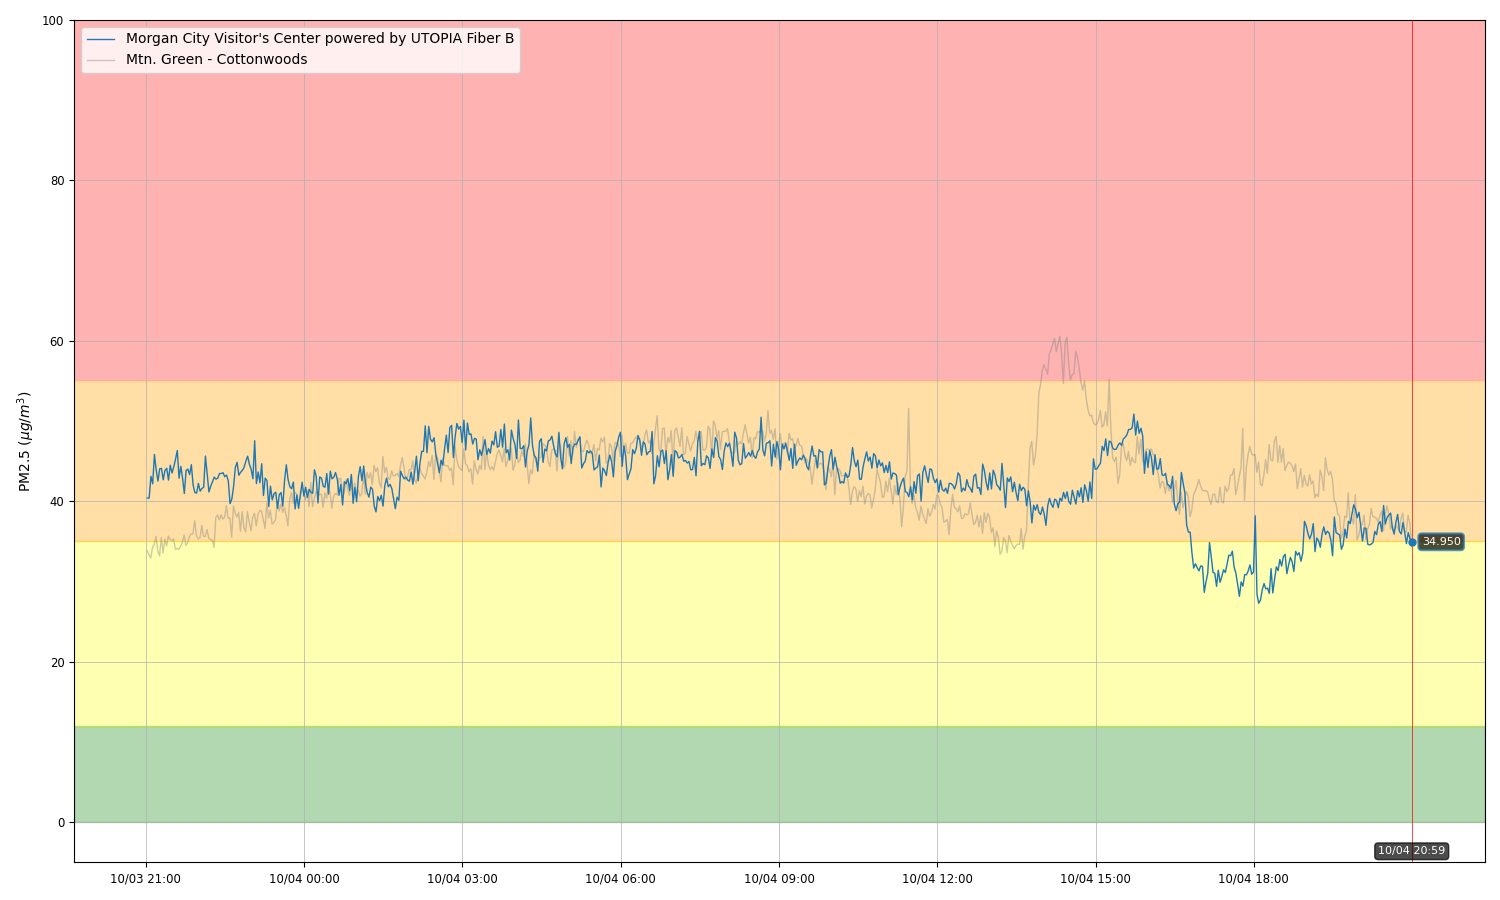 100
Morgan City Visitor's Center powered by UTOPIA Fiber B
Mtn. Green - Cottonwoods
80
60
PM2.5 (μg/m³)
40
34.950
20
0
10/04 20:59
10/03 21:00 10/04 00:00 10/04 03:00 10/04 06:00 10/04 09:00 10/04 12:00 10/04 15:00 10/04 18:00